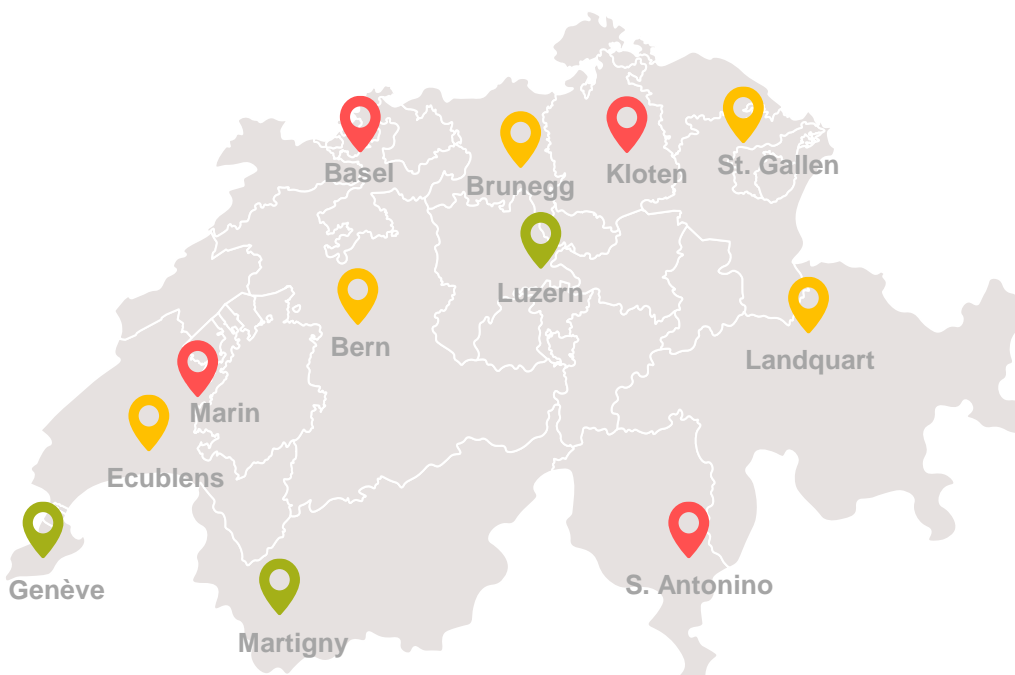 Basel
Brunegg
Kloten
St. Gallen
Luzern
Bern
Landquart
Marin
Ecublens
Genève
S. Antonino
Martigny